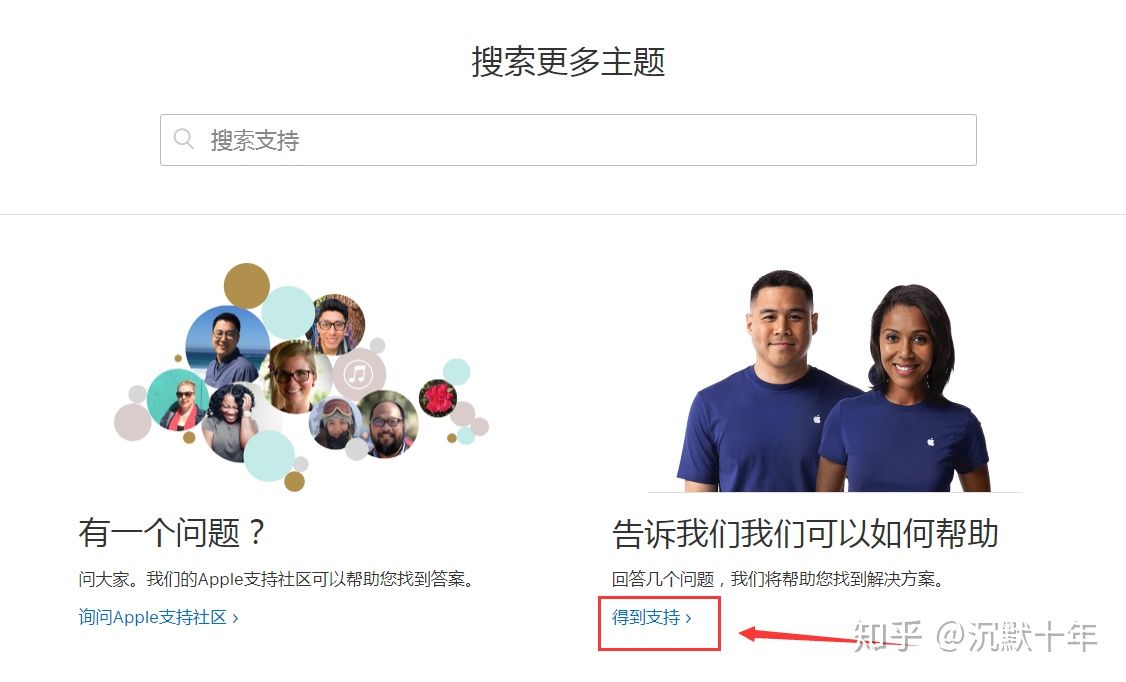 搜索更多主题
搜索支持
有一个问题？
问大家。我们的Apple支持社区可以帮助您找到答案。
询问Apple支持社区 ›
告诉我们我们可以如何帮助
回答几个问题，我们将帮助您找到解决方案。
得到支持 ›
知乎 @沉默十年